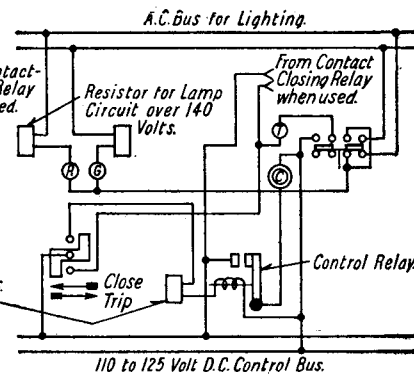 A.C. Bus for Lighting.
From Contact
Closing Relay
when used.
Resistor for Lamp
Circuit over 140
Volts.
R
G
T
C
Close
Trip
Control Relay.
110 to 125 Volt D.C. Control Bus.